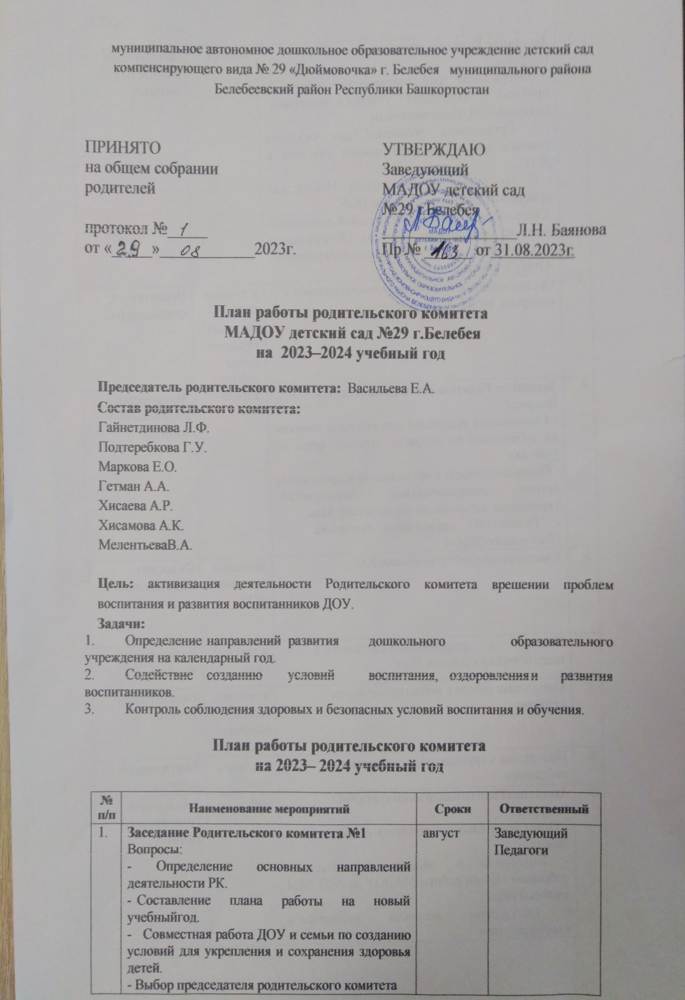 муниципальное автономное дошкольное образовательное учреждение детский сад
компенсирующего вида № 29 «Дюймовочка» г. Белебея муниципального района
Белебеевский район Республики Башкортостан
ПРИНЯТО
на общем собрании
родителей
протокол № 1
от «29» 08 2023г.
УТВЕРЖДАЮ
Заведующий
МАДОУ детский сад
№29 г.Белебея
Л.Н. Баянова
Пр № 163 от 31.08.2023г.
МАДОУ
детский сад №29
План работы родительского комитета
МАДОУ детский сад №29 г.Белебея
на 2023–2024 учебный год
Председатель родительского комитета: Васильева Е.А.
Состав родительского комитета:
Гайнетдинова Л.Ф.
Подтеребкова Г.У.
Маркова Е.О.
Гетман А.А.
Хисаева А.Р.
Хисамова А.К.
МелентьеваВ.А.
Цель: активизация деятельности Родительского комитета врешении проблем
воспитания и развития воспитанников ДОУ.
Задачи:
1. Определение направлений развития дошкольного образовательного
учреждения на календарный год.
2. Содействие созданию условий воспитания, оздоровления и развития
воспитанников.
3. Контроль соблюдения здоровых и безопасных условий воспитания и обучения.
План работы родительского комитета
на 2023– 2024 учебный год
№ п/п Наименование мероприятий Сроки Ответственный
1. Заседание Родительского комитета №1 август Заведующий
Вопросы: Педагоги
- Определение основных направлений
деятельности РК.
- Составление плана работы на новый
учебныйгод.
- Совместная работа ДОУ и семьи по созданию
условий для укрепления и сохранения здоровья
детей.
- Выбор председателя родительского комитета